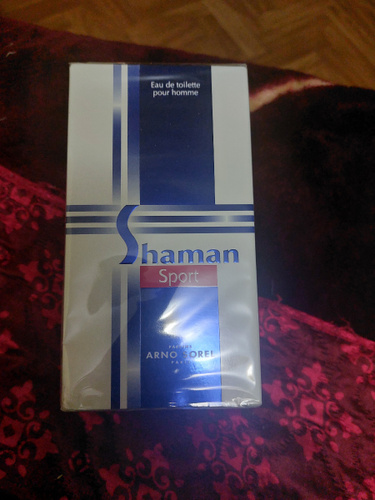 Eau de toilette
pour homme
Shaman
Sport
ARNO SOREL